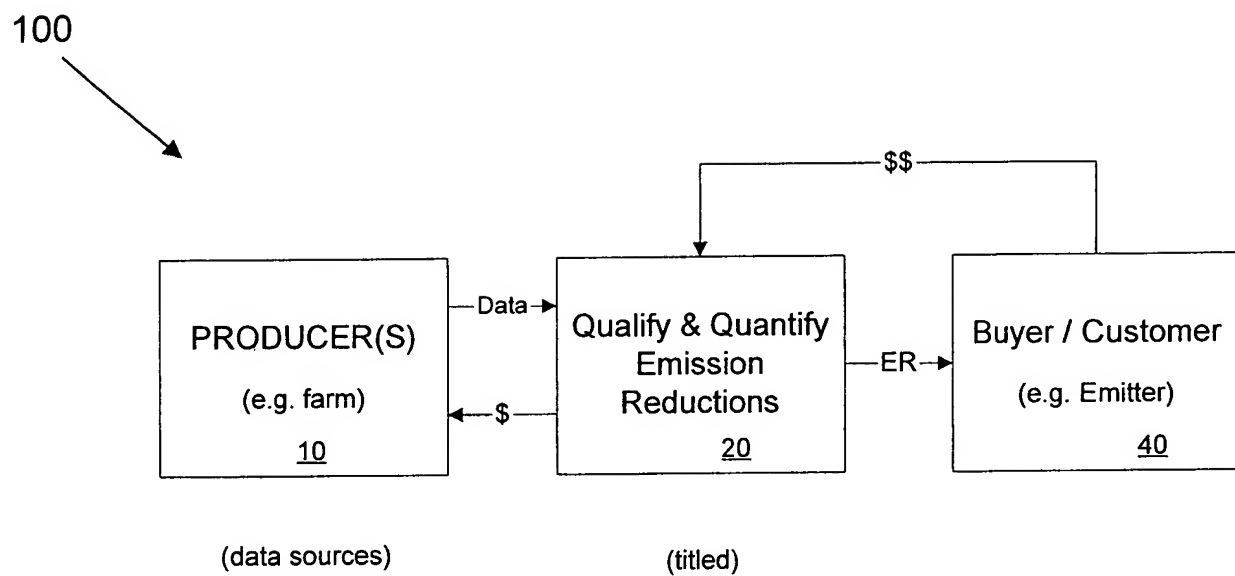 100
$$
PRODUCER(S)
(e.g. farm)
10
Data
$
Qualify & Quantify
Emission
Reductions
20
ER
Buyer / Customer
(e.g. Emitter)
40
(data sources)
(titled)